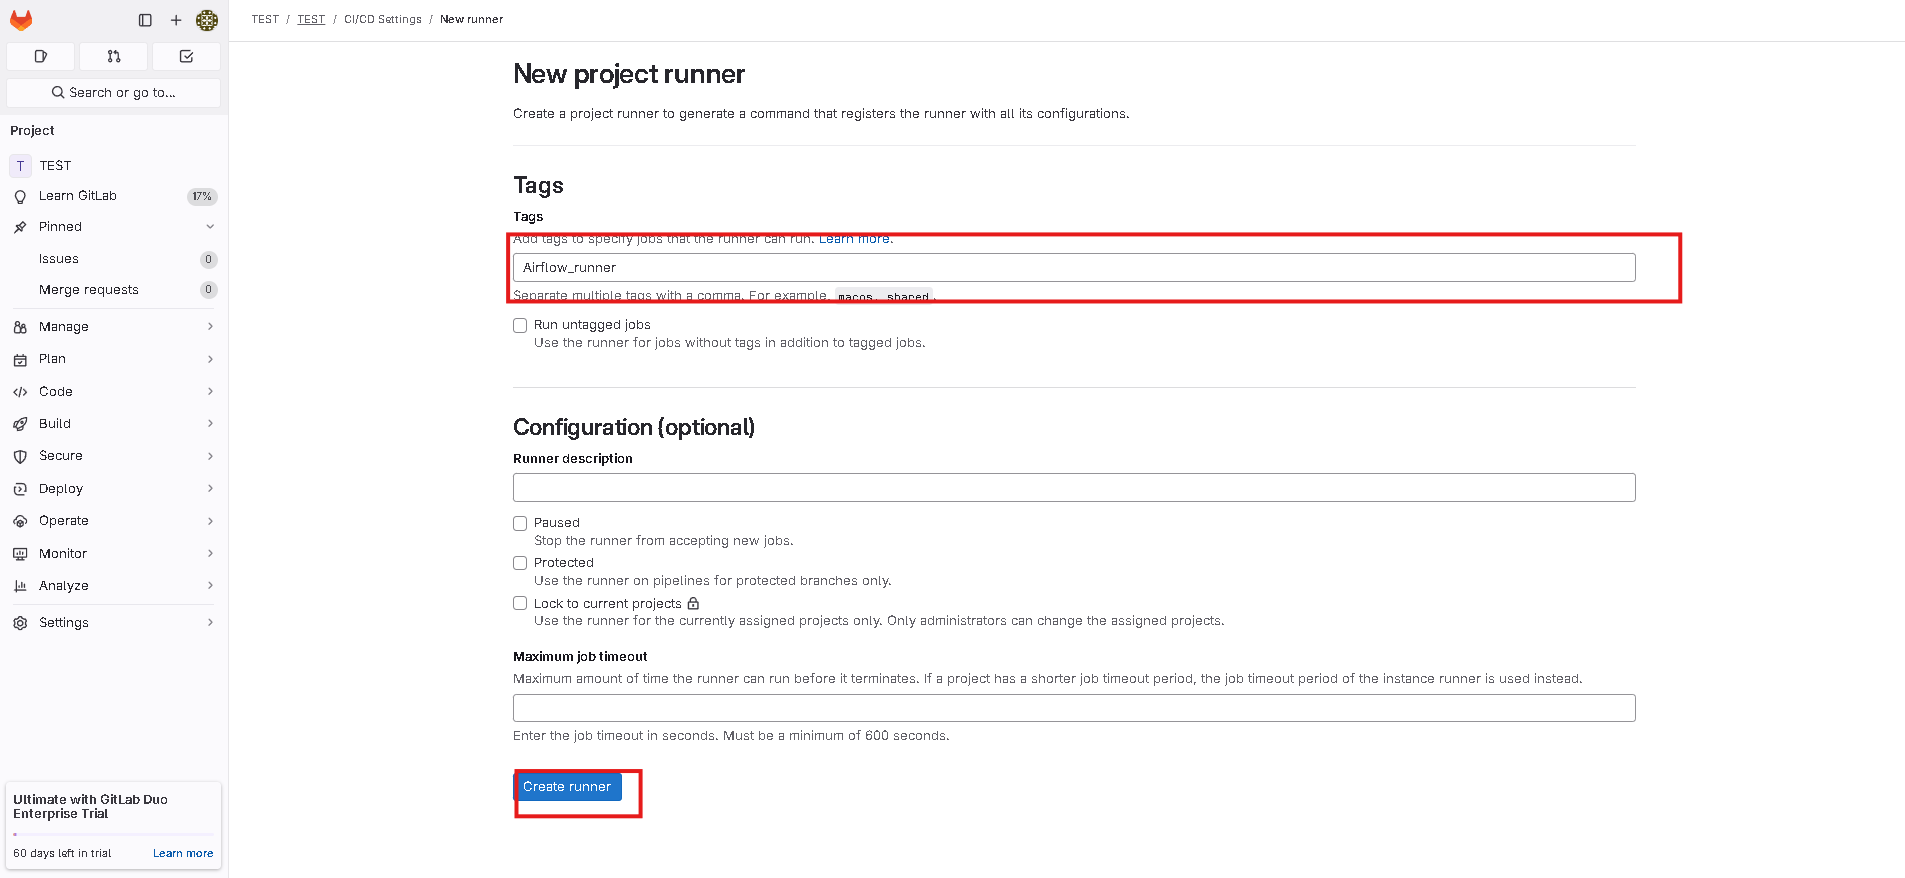 TEST / TEST / CI/CD Settings / New runner
Search or go to...
Project
T TEST
Learn GitLab 17%
Pinned
Issues 0
Merge requests 0
Manage
Plan
Code
Build
Secure
Deploy
Operate
Monitor
Analyze
Settings
Ultimate with GitLab Duo
Enterprise Trial
60 days left in trial Learn more
New project runner
Create a project runner to generate a command that registers the runner with all its configurations.
Tags
Tags
Add tags to specify jobs that the runner can run. Learn more.
Airflow_runner
Separate multiple tags with a comma. For example, macos, shared.
Run untagged jobs
Use the runner for jobs without tags in addition to tagged jobs.
Configuration (optional)
Runner description
Paused
Stop the runner from accepting new jobs.
Protected
Use the runner on pipelines for protected branches only.
Lock to current projects
Use the runner for the currently assigned projects only. Only administrators can change the assigned projects.
Maximum job timeout
Maximum amount of time the runner can run before it terminates. If a project has a shorter job timeout period, the job timeout period of the instance runner is used instead.
Enter the job timeout in seconds. Must be a minimum of 600 seconds.
Create runner